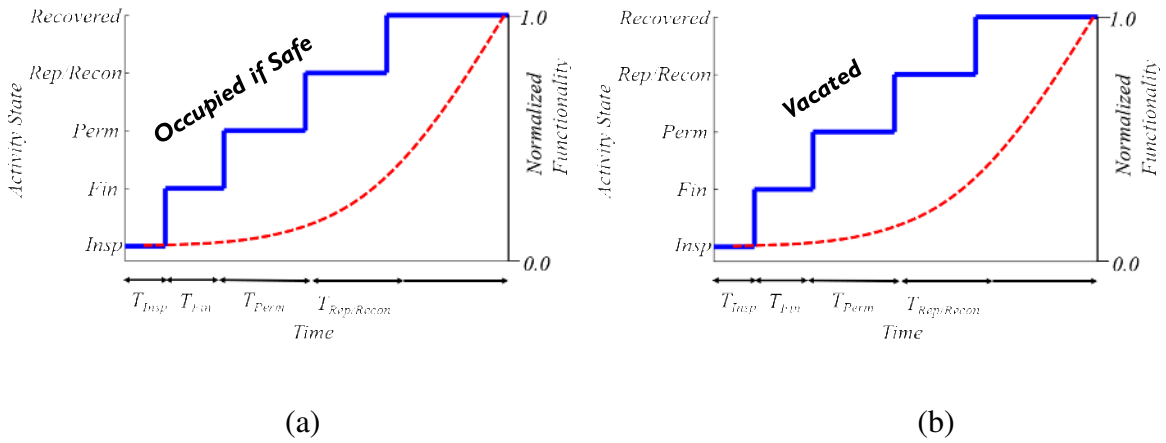 Recovered
Rep/Recon
Perm
Fin
Insp
Activity State
Occupied if Safe
1.0
0.0
Normalized
Functionality
T_Insp T_Fin T_Perm T_Rep/Recon
Time
(a)
Recovered
Rep/Recon
Perm
Fin
Insp
Activity State
Vacated
1.0
0.0
Normalized
Functionality
T_Insp T_Fin T_Perm T_Rep/Recon
Time
(b)